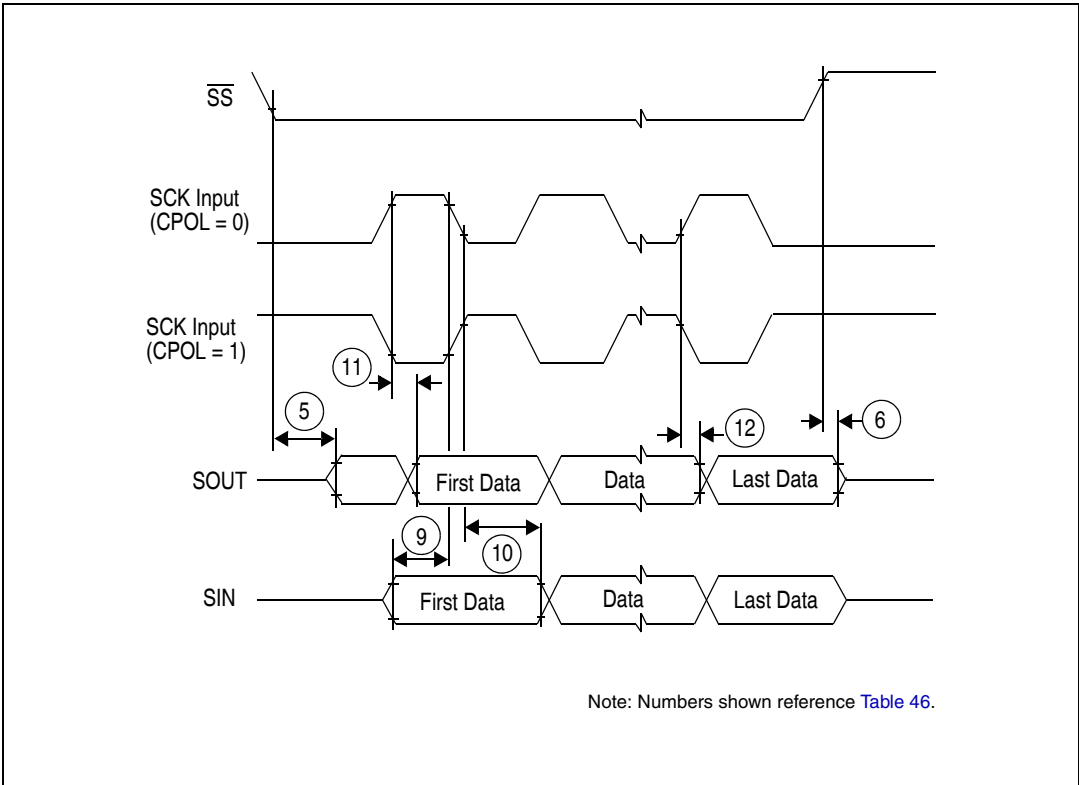 SS
SCK Input
(CPOL = 0)
SCK Input
(CPOL = 1)
11
5
12
6
SOUT
First Data
Data
Last Data
9
10
SIN
First Data
Data
Last Data
Note: Numbers shown reference Table 46.